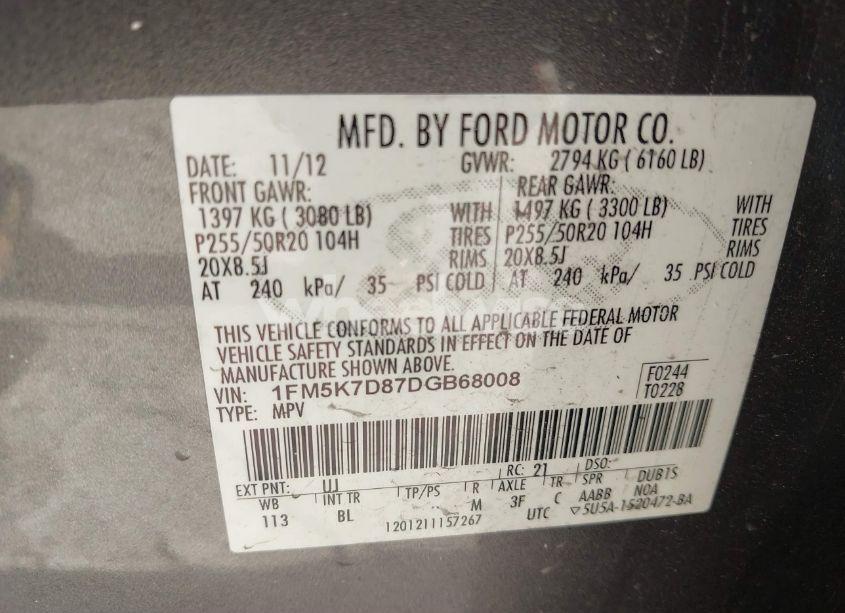 MFD. BY FORD MOTOR CO.
DATE: 11/12 GVWR: 2794 KG ( 6160 LB)
FRONT GAWR: REAR GAWR:
1397 KG ( 3080 LB) WITH 1497 KG ( 3300 LB) WITH
P255/50R20 104H TIRES P255/50R20 104H TIRES
20X8.5J RIMS 20X8.5J RIMS
AT 240 kPa/ 35 PSI COLD AT 240 kPa/ 35 PSI COLD
THIS VEHICLE CONFORMS TO ALL APPLICABLE FEDERAL MOTOR
VEHICLE SAFETY STANDARDS IN EFFECT ON THE DATE OF
MANUFACTURE SHOWN ABOVE.
VIN: 1FM5K7D87DGB68008 F0244
TYPE: MPV T0228
EXT PNT: UJ RC: 21 DSO:
WB INT TR TP/PS R AXLE TR SPR DUB1S
113 BL M 3F C AABB NOA
1201211157267 UTC ▽5U5A-1520472-BA